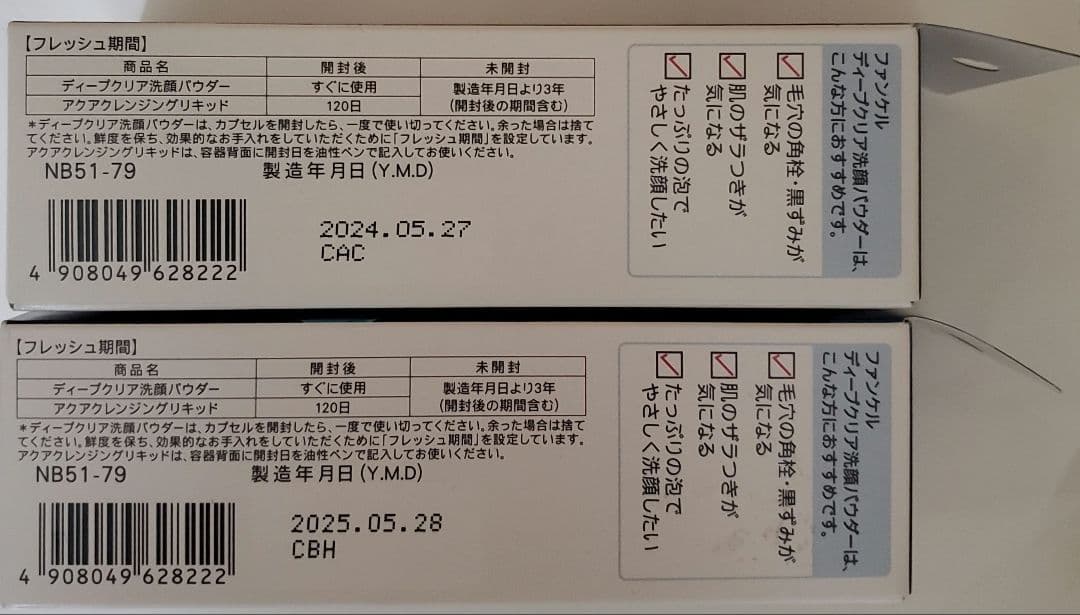 【フレッシュ期間】
商品名 開封後 未開封
ディープクリア洗顔パウダー すぐに使用 製造年月日より3年
アクアクレンジングリキッド 120日 (開封後の期間含む)
*ディープクリア洗顔パウダーは、カプセルを開封したら、一度で使い切ってください。余った場合は捨て
てください。鮮度を保ち、効果的なお手入れをしていただくために「フレッシュ期間」を設定しています。
アクアクレンジングリキッドは、容器背面に開封日を油性ペンで記入してお使いください。
NB51-79 製造年月日(Y.M.D)
2024.05.27
CAC
4 908049 628222
ファンケル
ディープクリア洗顔パウダーは、
こんな方におすすめです。
毛穴の角栓・黒ずみが
気になる
肌のザラつきが
気になる
たっぷりの泡で
やさしく洗顔したい
【フレッシュ期間】
商品名 開封後 未開封
ディープクリア洗顔パウダー すぐに使用 製造年月日より3年
アクアクレンジングリキッド 120日 (開封後の期間含む)
*ディープクリア洗顔パウダーは、カプセルを開封したら、一度で使い切ってください。余った場合は捨て
てください。鮮度を保ち、効果的なお手入れをしていただくために「フレッシュ期間」を設定しています。
アクアクレンジングリキッドは、容器背面に開封日を油性ペンで記入してお使いください。
NB51-79 製造年月日(Y.M.D)
2025.05.28
CBH
4 908049 628222
ファンケル
ディープクリア洗顔パウダーは、
こんな方におすすめです。
毛穴の角栓・黒ずみが
気になる
肌のザラつきが
気になる
たっぷりの泡で
やさしく洗顔したい